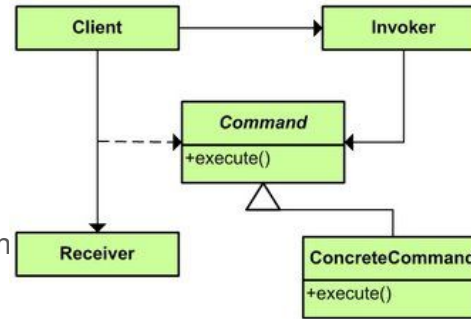 Client
Invoker
Command
+execute()
Receiver
ConcreteCommand
+execute()